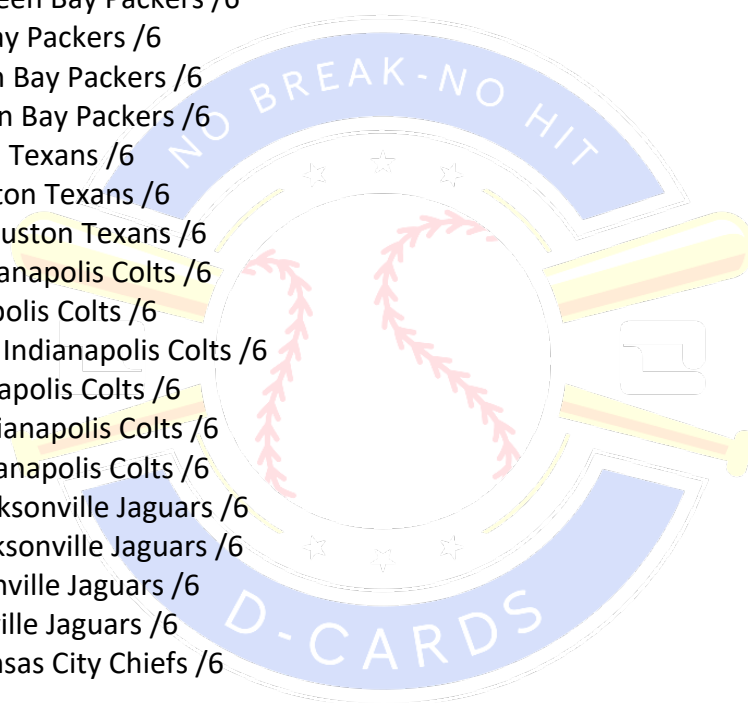 een Bay Packers /6
y Packers /6
n Bay Packers /6
n Bay Packers /6
Texans /6
ton Texans /6
uston Texans /6
anapolis Colts /6
polis Colts /6
Indianapolis Colts /6
apolis Colts /6
ianapolis Colts /6
anapolis Colts /6
ksonville Jaguars /6
ksonville Jaguars /6
nville Jaguars /6
ille Jaguars /6
nsas City Chiefs /6
NO BREAK-NO HIT
D-CARDS